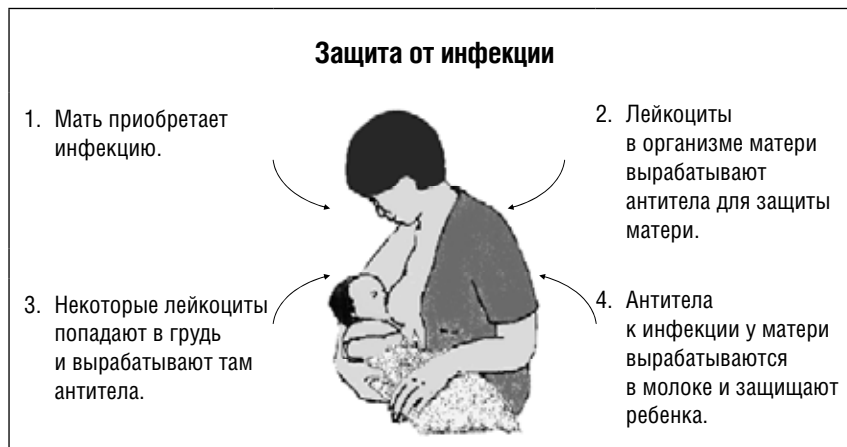 Защита от инфекции
1. Мать приобретает
инфекцию.
2. Лейкоциты
в организме матери
вырабатывают
антитела для защиты
матери.
3. Некоторые лейкоциты
попадают в грудь
и вырабатывают там
антитела.
4. Антитела
к инфекции у матери
вырабатываются
в молоке и защищают
ребенка.